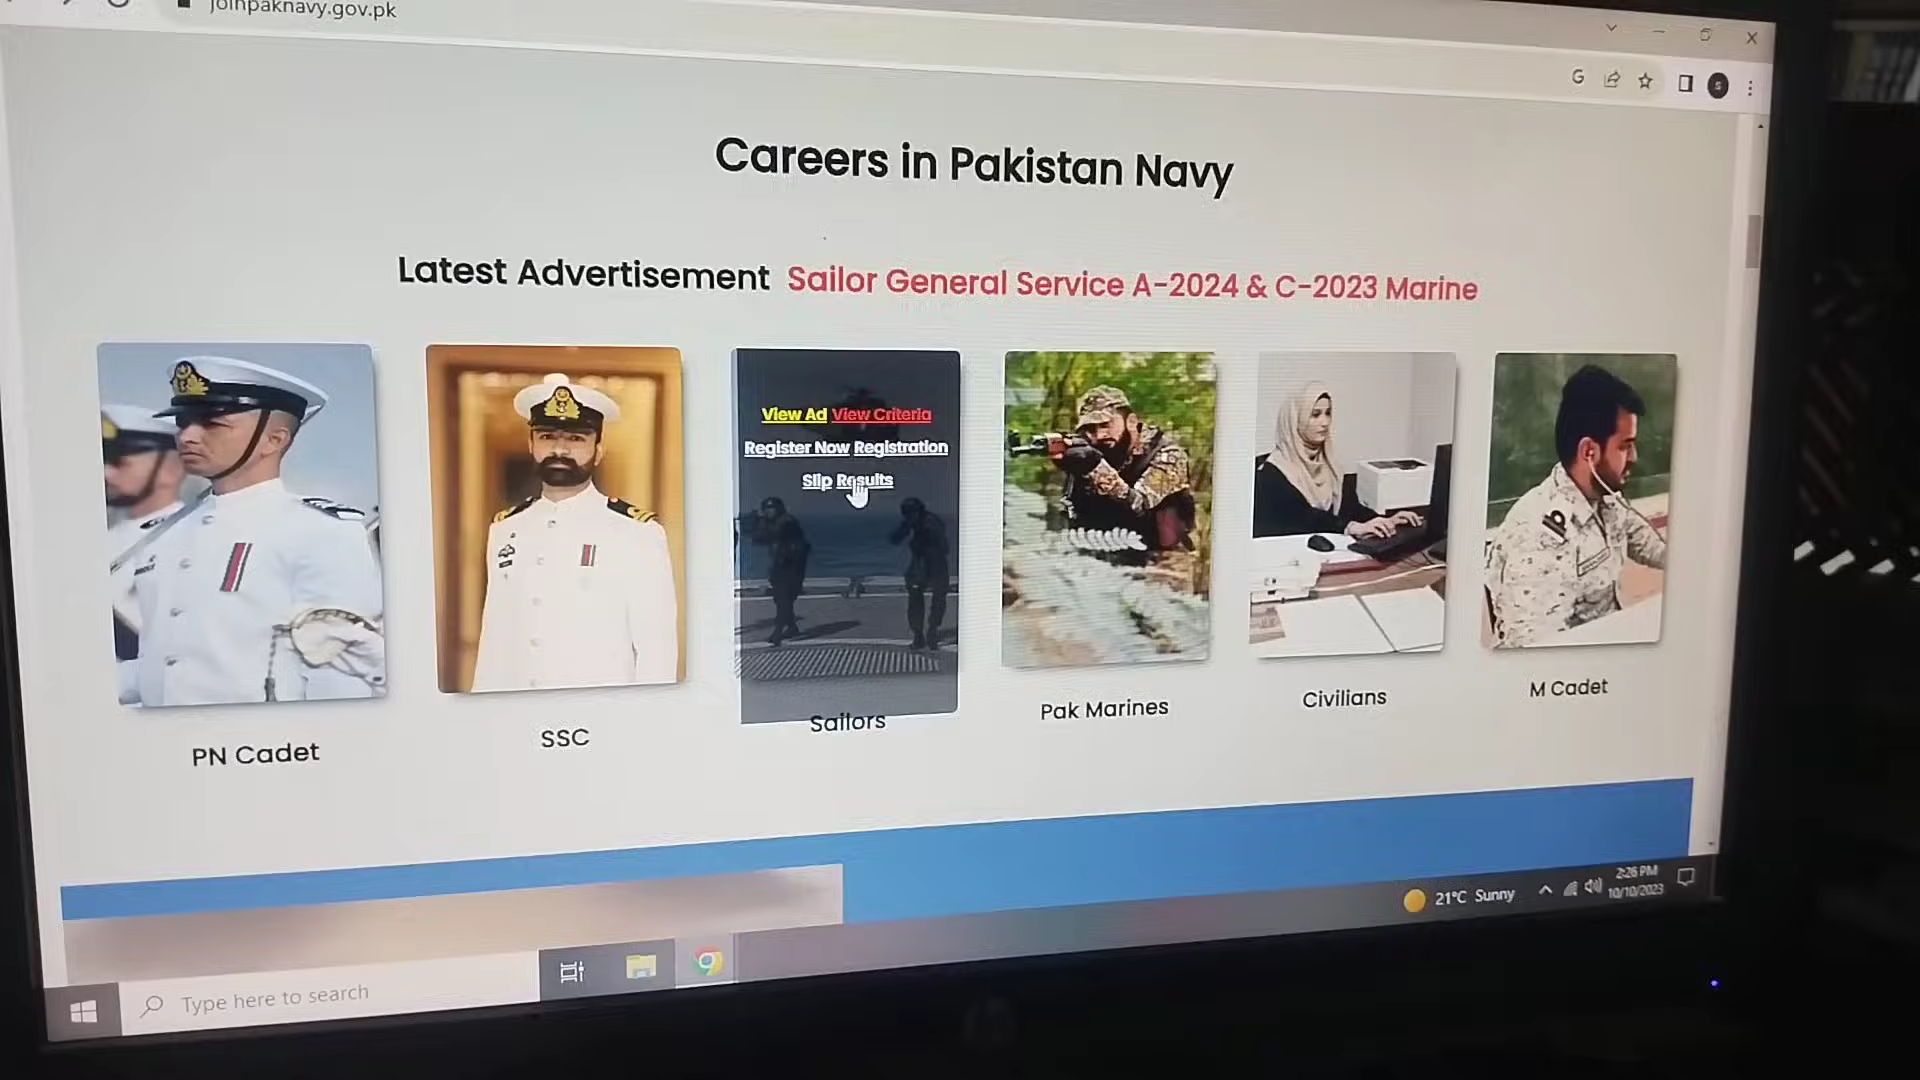 joinpaknavy.gov.pk
Careers in Pakistan Navy
Latest Advertisement Sailor General Service A-2024 & C-2023 Marine
View Ad View Criteria
Register Now Registration
Slip Results
PN Cadet
SSC
Sailors
Pak Marines
Civilians
M Cadet
21°C Sunny
2:26 PM
10/10/2023
Type here to search